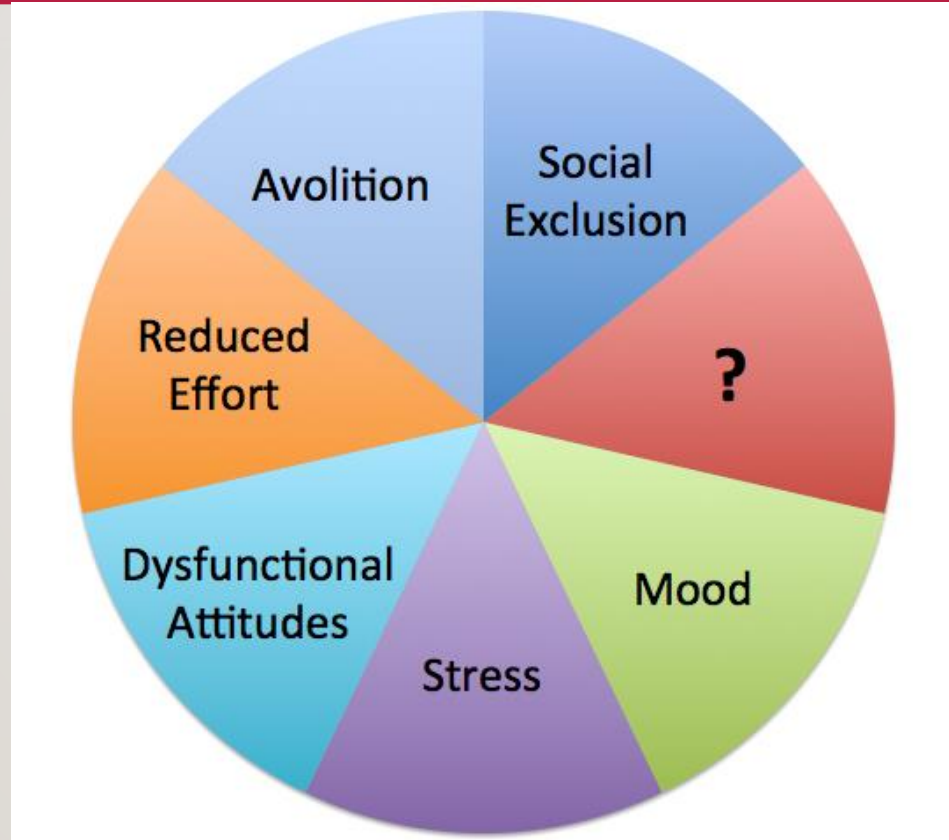 Social
Exclusion
?
Mood
Stress
Dysfunctional
Attitudes
Reduced
Effort
Avolition